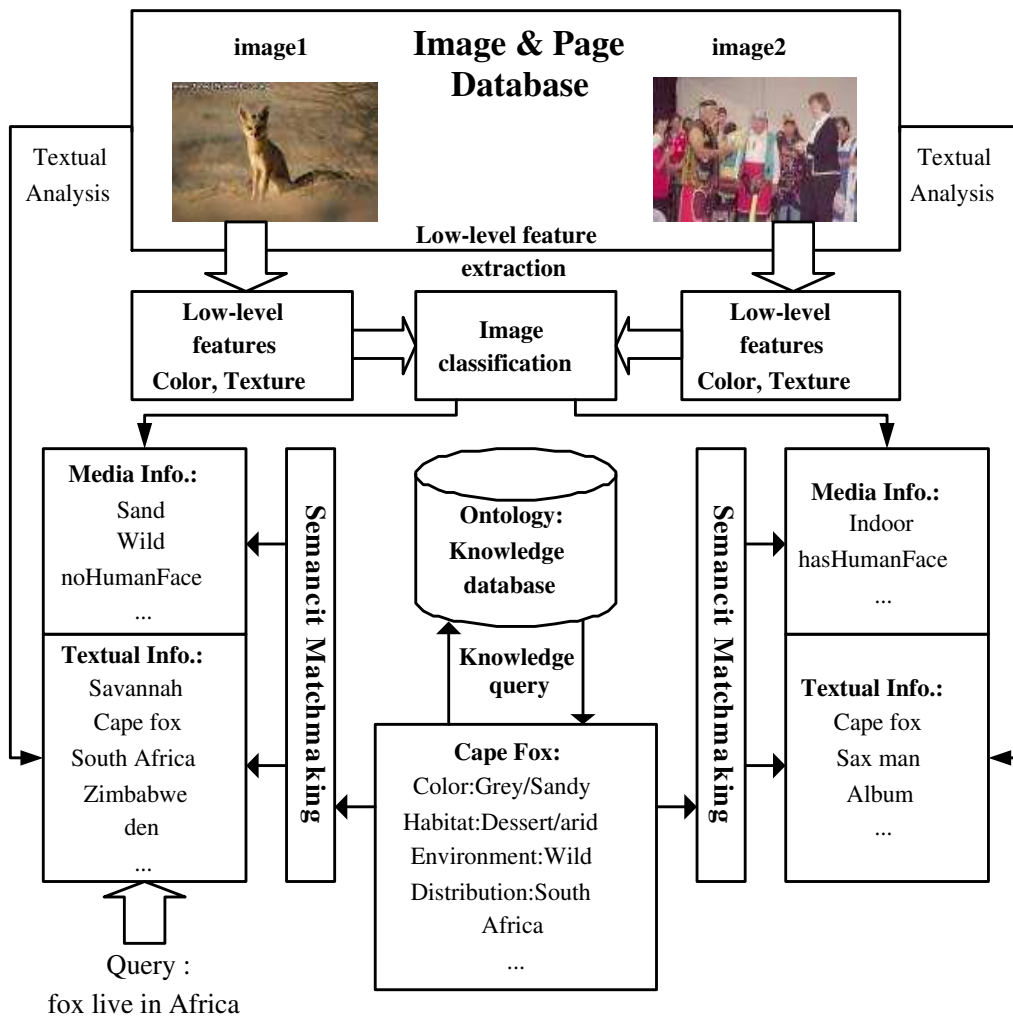 image1
Image & Page
Database
image2
Textual
Analysis
Textual
Analysis
Low-level feature
extraction
Low-level
features
Color, Texture
Image
classification
Low-level
features
Color, Texture
Media Info.:
Sand
Wild
noHumanFace
...
Textual Info.:
Savannah
Cape fox
South Africa
Zimbabwe
den
...
Semancit Matchmaking
Ontology:
Knowledge
database
Knowledge
query
Cape Fox:
Color:Grey/Sandy
Habitat:Dessert/arid
Environment:Wild
Distribution:South
Africa
...
Semancit Matchmaking
Media Info.:
Indoor
hasHumanFace
...
Textual Info.:
Cape fox
Sax man
Album
...
Query :
fox live in Africa